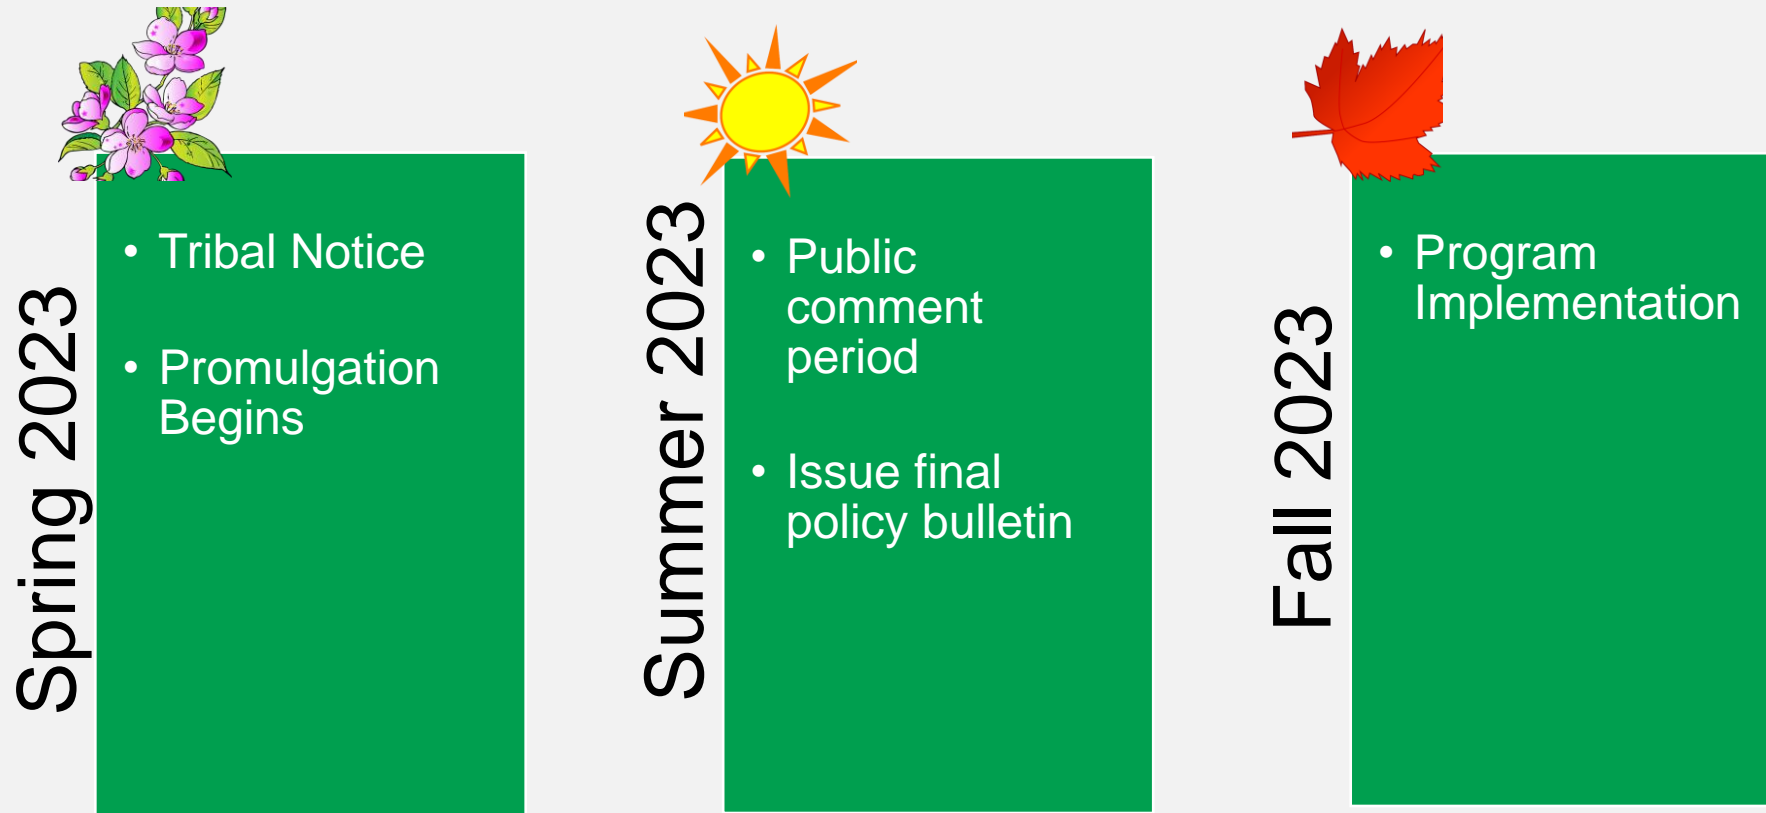 Spring 2023
• Tribal Notice
• Promulgation
Begins
Summer 2023
• Public
comment
period
• Issue final
policy bulletin
Fall 2023
• Program
Implementation